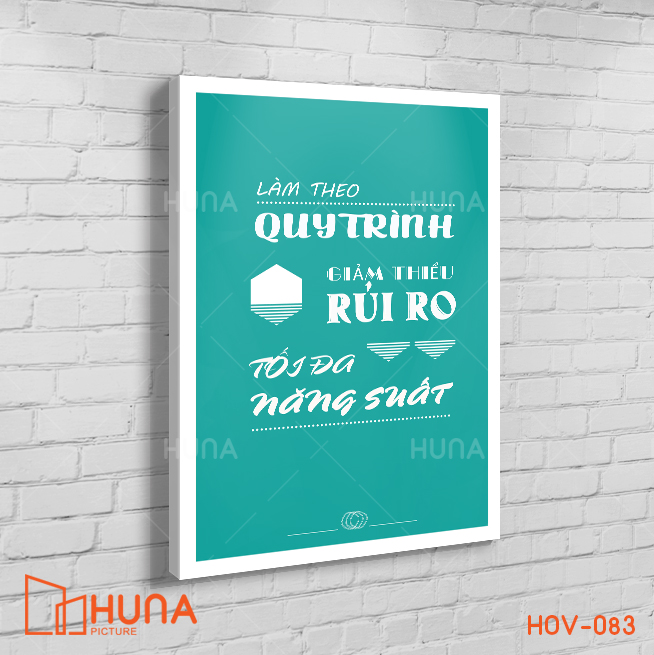 LÀM THEO
QUY TRÌNH
GIẢM THIỂU
RỦI RO
TỐI ĐA
NĂNG SUẤT
HUNA
HUNA
HUNA
HUNA
HUNA
PICTURE
HOV-083